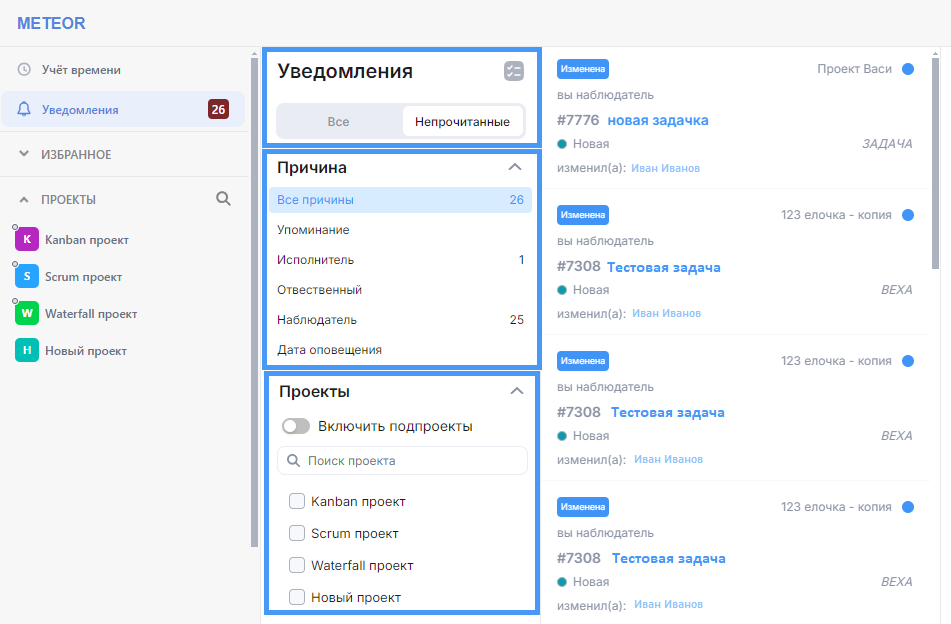 METEOR
Учёт времени
Уведомления
26
ИЗБРАННОЕ
ПРОЕКТЫ
K
Kanban проект
S
Scrum проект
W
Waterfall проект
Н
Новый проект
Уведомления
Все
Непрочитанные
Причина
Все причины 26
Упоминание
Исполнитель 1
Отвественный
Наблюдатель 25
Дата оповещения
Проекты
Включить подпроекты
Поиск проекта
Kanban проект
Scrum проект
Waterfall проект
Новый проект
Изменена Проект Васи
вы наблюдатель
#7776 новая задачка
Новая ЗАДАЧА
изменил(а): Иван Иванов
Изменена 123 елочка - копия
вы наблюдатель
#7308 Тестовая задача
Новая ВЕХА
изменил(а): Иван Иванов
Изменена 123 елочка - копия
вы наблюдатель
#7308 Тестовая задача
Новая ВЕХА
изменил(а): Иван Иванов
Изменена 123 елочка - копия
вы наблюдатель
#7308 Тестовая задача
Новая ВЕХА
изменил(а): Иван Иванов